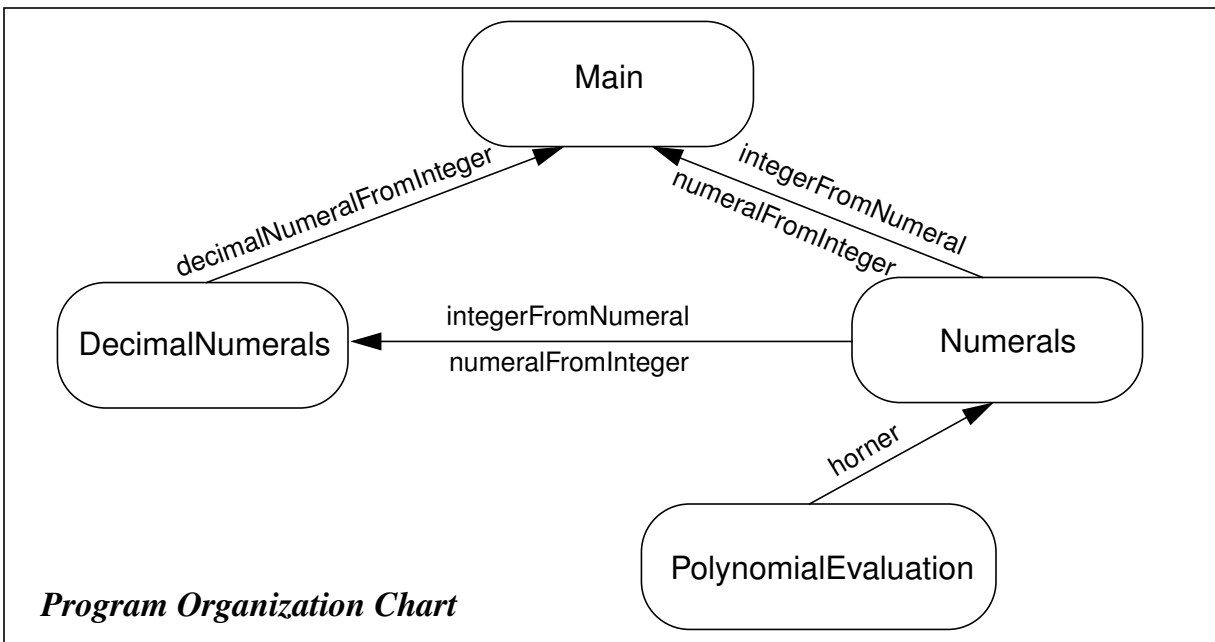 Main
decimalNumeralFromInteger
integerFromNumeral
numeralFromInteger
DecimalNumerals
integerFromNumeral
numeralFromInteger
Numerals
horner
PolynomialEvaluation
Program Organization Chart